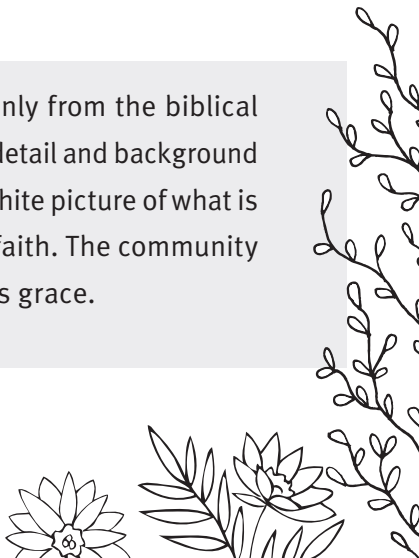 nly from the biblical
detail and background
hite picture of what is
faith. The community
s grace.